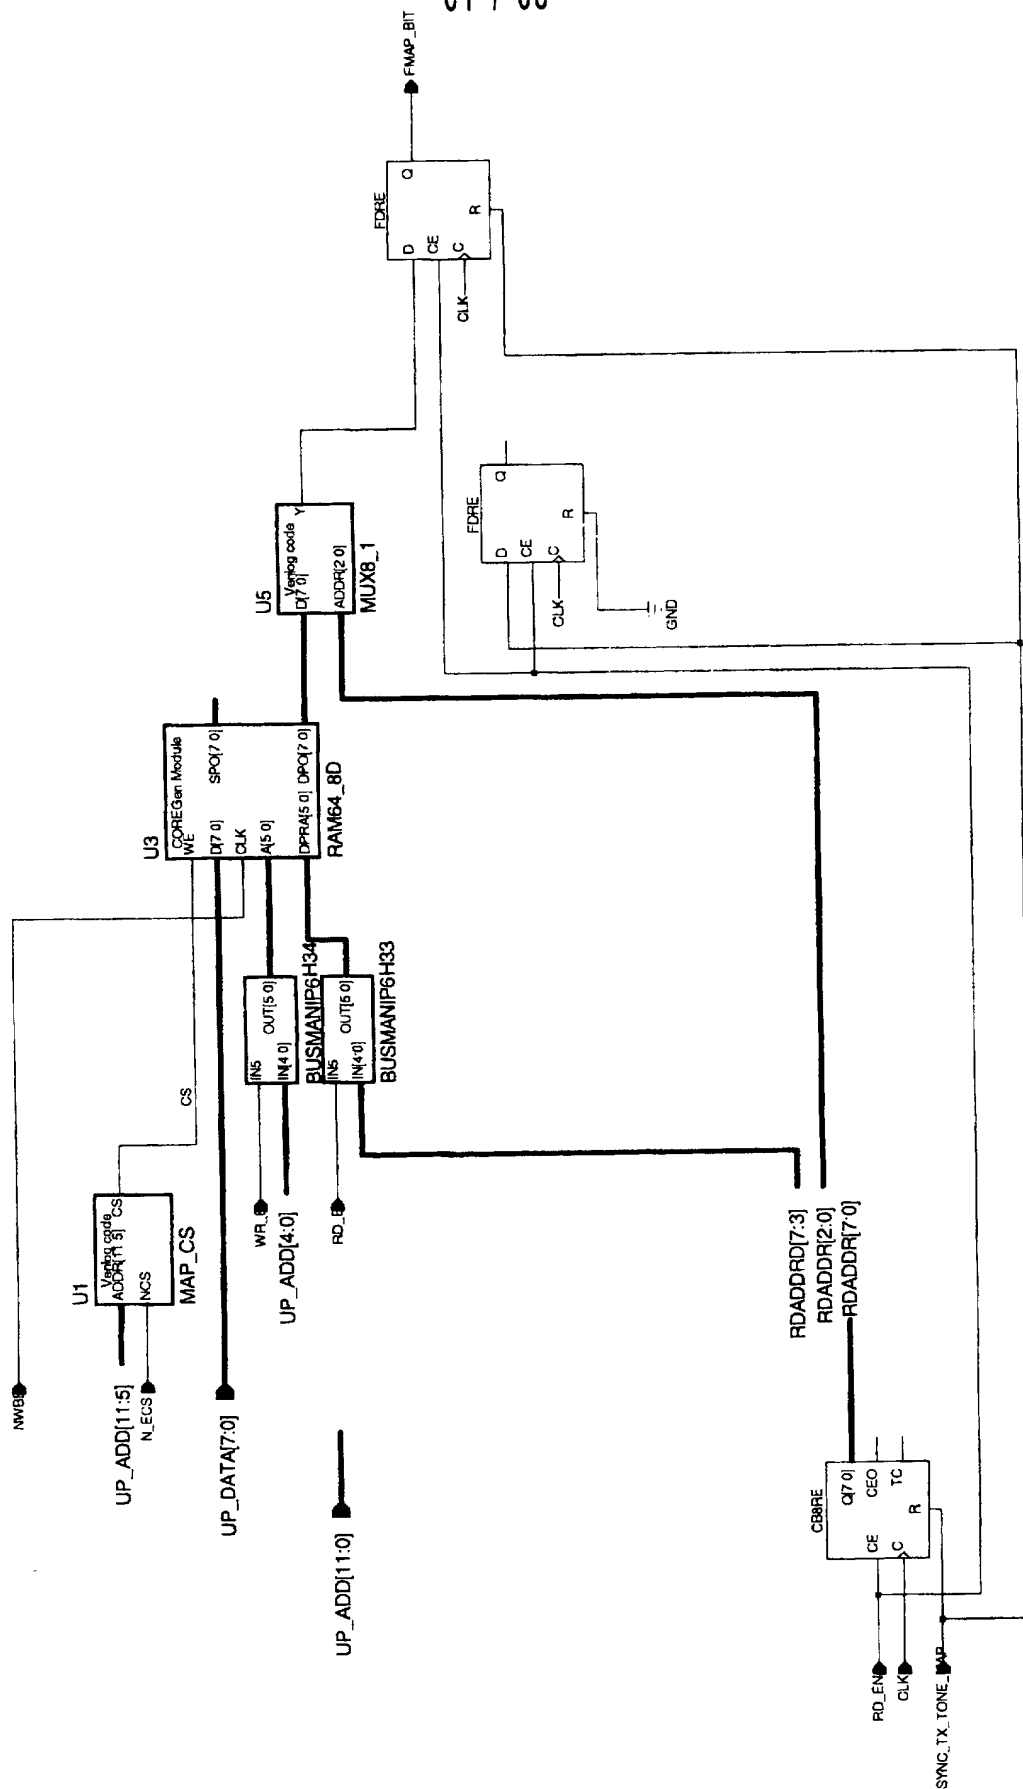 FMAP_BIT
FDRE
D
Q
CE
C
R
CLK
FDRE
D
Q
CE
C
R
CLK
GND
U5
Verilog code
D[7 0]
Y
ADDR[2 0]
MUX8_1
U3
COREGen Module
WE
D[7 0]
SPO[7 0]
CLK
A[5 0]
DPRA[5 0]
DPO[7 0]
RAM64_8D
IN5
OUT[5 0]
IN[4 0]
BUSMANIP6H34
IN5
OUT[5 0]
IN[4:0]
BUSMANIP6H33
CS
U1
Verilog code
ADDR[11 5]
CS
NCS
MAP_CS
UP_ADD[11:5]
N_ECS
UP_DATA[7:0]
UP_ADD[4:0]
UP_ADD[11:0]
RDADDRD[7:3]
RDADDR[2:0]
RDADDR[7:0]
CB8RE
Q[7 0]
CE
CEO
C
TC
R
RD_EN
CLK